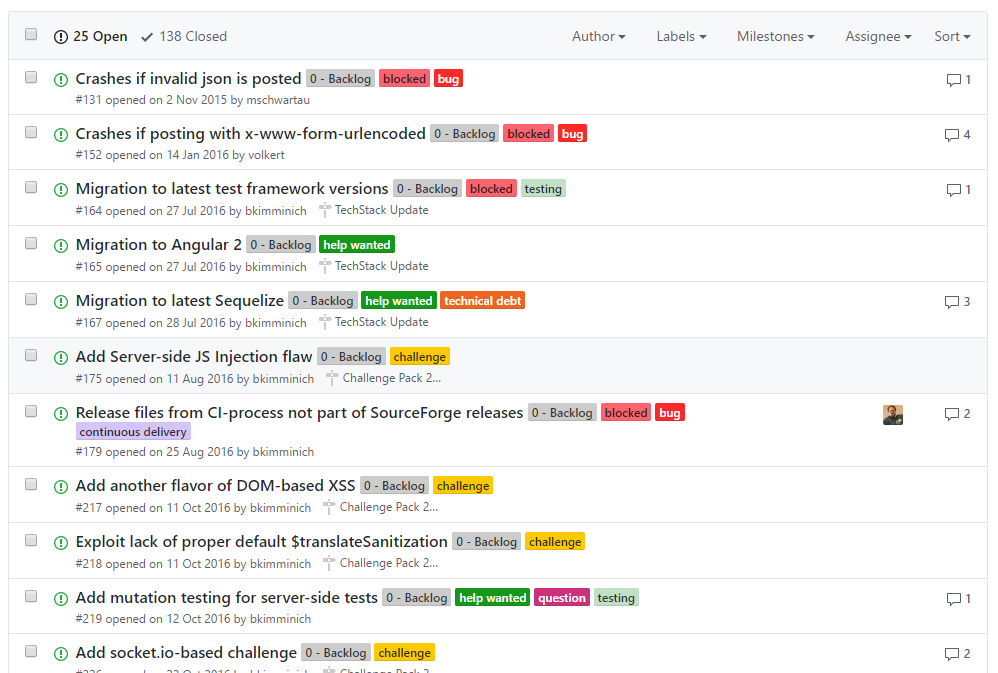 25 Open 138 Closed Author Labels Milestones Assignee Sort
Crashes if invalid json is posted 0 - Backlog blocked bug 1
#131 opened on 2 Nov 2015 by mschwartau
Crashes if posting with x-www-form-urlencoded 0 - Backlog blocked bug 4
#152 opened on 14 Jan 2016 by volkert
Migration to latest test framework versions 0 - Backlog blocked testing 1
#164 opened on 27 Jul 2016 by bkimminich TechStack Update
Migration to Angular 2 0 - Backlog help wanted
#165 opened on 27 Jul 2016 by bkimminich TechStack Update
Migration to latest Sequelize 0 - Backlog help wanted technical debt 3
#167 opened on 28 Jul 2016 by bkimminich TechStack Update
Add Server-side JS Injection flaw 0 - Backlog challenge
#175 opened on 11 Aug 2016 by bkimminich Challenge Pack 2...
Release files from CI-process not part of SourceForge releases 0 - Backlog blocked bug 2
continuous delivery
#179 opened on 25 Aug 2016 by bkimminich
Add another flavor of DOM-based XSS 0 - Backlog challenge
#217 opened on 11 Oct 2016 by bkimminich Challenge Pack 2...
Exploit lack of proper default $translateSanitization 0 - Backlog challenge
#218 opened on 11 Oct 2016 by bkimminich Challenge Pack 2...
Add mutation testing for server-side tests 0 - Backlog help wanted question testing 1
#219 opened on 12 Oct 2016 by bkimminich
Add socket.io-based challenge 0 - Backlog challenge 2